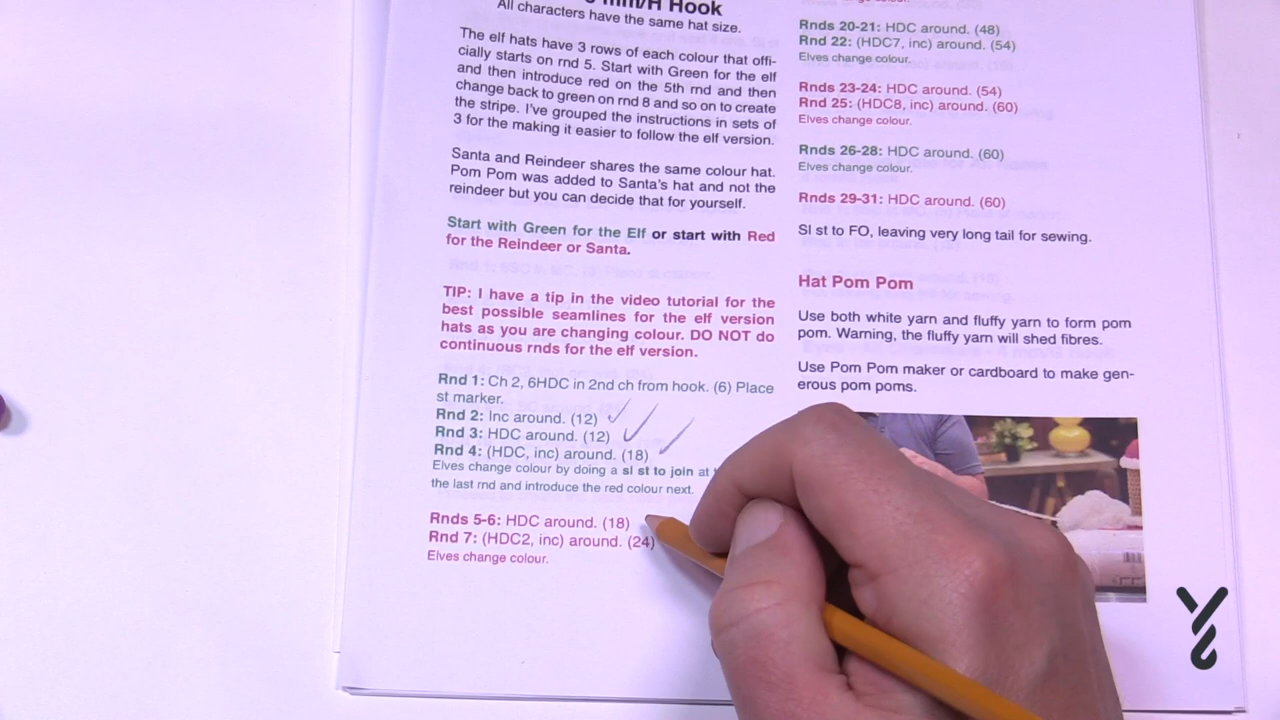 mm/H Hook
All characters have the same hat size.
The elf hats have 3 rows of each colour that offi-
cially starts on rnd 5. Start with Green for the elf
and then introduce red on the 5th rnd and then
change back to green on rnd 8 and so on to create
the stripe. I've grouped the instructions in sets of
3 for the making it easier to follow the elf version.
Santa and Reindeer shares the same colour hat.
Pom Pom was added to Santa's hat and not the
reindeer but you can decide that for yourself.
Start with Green for the Elf or start with Red
for the Reindeer or Santa.
TIP: I have a tip in the video tutorial for the
best possible seamlines for the elf version
hats as you are changing colour. DO NOT do
continuous rnds for the elf version.
Rnd 1: Ch 2, 6HDC in 2nd ch from hook. (6) Place
st marker.
Rnd 2: Inc around. (12)
Rnd 3: HDC around. (12)
Rnd 4: (HDC, inc) around. (18)
Elves change colour by doing a sl st to join at
the last rnd and introduce the red colour next.
Rnds 5-6: HDC around. (18)
Rnd 7: (HDC2, inc) around. (24)
Elves change colour.
Rnds 20-21: HDC around. (48)
Rnd 22: (HDC7, inc) around. (54)
Elves change colour.
Rnds 23-24: HDC around. (54)
Rnd 25: (HDC8, inc) around. (60)
Elves change colour.
Rnds 26-28: HDC around. (60)
Elves change colour.
Rnds 29-31: HDC around. (60)
Sl st to FO, leaving very long tail for sewing.
Hat Pom Pom
Use both white yarn and fluffy yarn to form pom
pom. Warning, the fluffy yarn will shed fibres.
Use Pom Pom maker or cardboard to make gen-
erous pom poms.